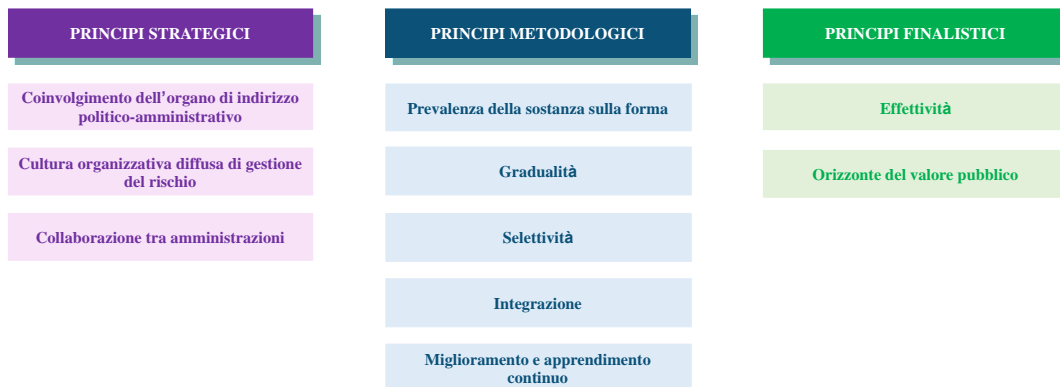 PRINCIPI STRATEGICI
Coinvolgimento dell'organo di indirizzo
politico-amministrativo
Cultura organizzativa diffusa di gestione
del rischio
Collaborazione tra amministrazioni
PRINCIPI METODOLOGICI
Prevalenza della sostanza sulla forma
Gradualità
Selettività
Integrazione
Miglioramento e apprendimento
continuo
PRINCIPI FINALISTICI
Effettività
Orizzonte del valore pubblico